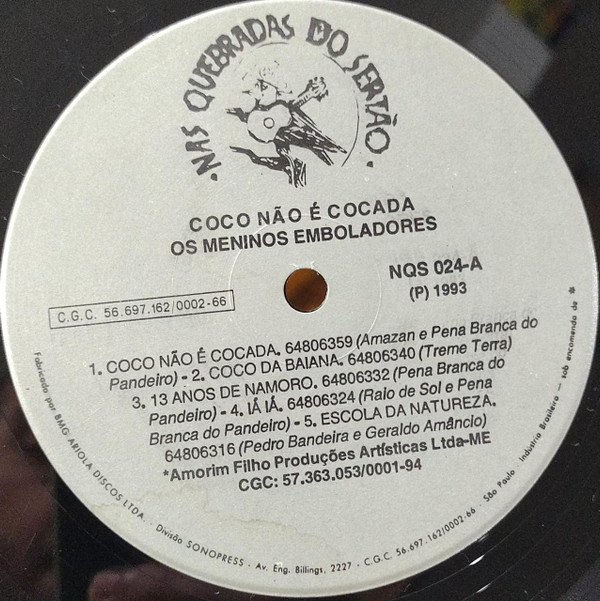 • NAS QUEBRADAS DO SERTÃO •
COCO NÃO É COCADA
OS MENINOS EMBOLADORES
NQS 024-A
(P) 1993
C.G.C. 56.697.162/0002-66
1. COCO NÃO É COCADA. 64806359 (Amazan e Pena Branca do
Pandeiro) - 2. COCO DA BAIANA. 64806340 (Treme Terra)
3. 13 ANOS DE NAMORO. 64806332 (Pena Branca do
Pandeiro) - 4. IÁ IÁ. 64806324 (Raio de Sol e Pena
Branca do Pandeiro) - 5. ESCOLA DA NATUREZA.
64806316 (Pedro Bandeira e Geraldo Amâncio)
*Amorim Filho Produções Artísticas Ltda-ME
CGC: 57.363.053/0001-94
Fabricado por BMG ARIOLA DISCOS LTDA. - Divisão SONOPRESS - Av. Eng. Billings, 2227 - C.G.C. 56.697.162/0002-66 - São Paulo - Indústria Brasileira - sob encomenda de *